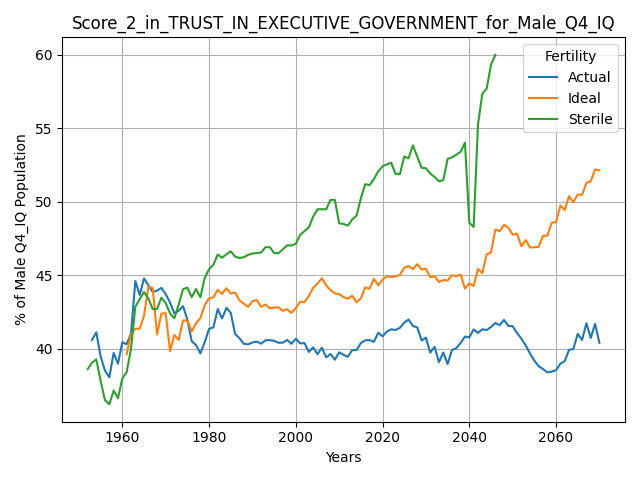 Score_2_in_TRUST_IN_EXECUTIVE_GOVERNMENT_for_Male_Q4_IQ
% of Male Q4_IQ Population
60
55
50
45
40
Fertility
Actual
Ideal
Sterile
1960
1980
2000
2020
2040
2060
Years